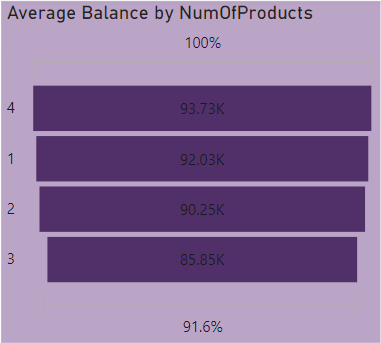 Average Balance by NumOfProducts
100%
4 93.73K
1 92.03K
2 90.25K
3 85.85K
91.6%